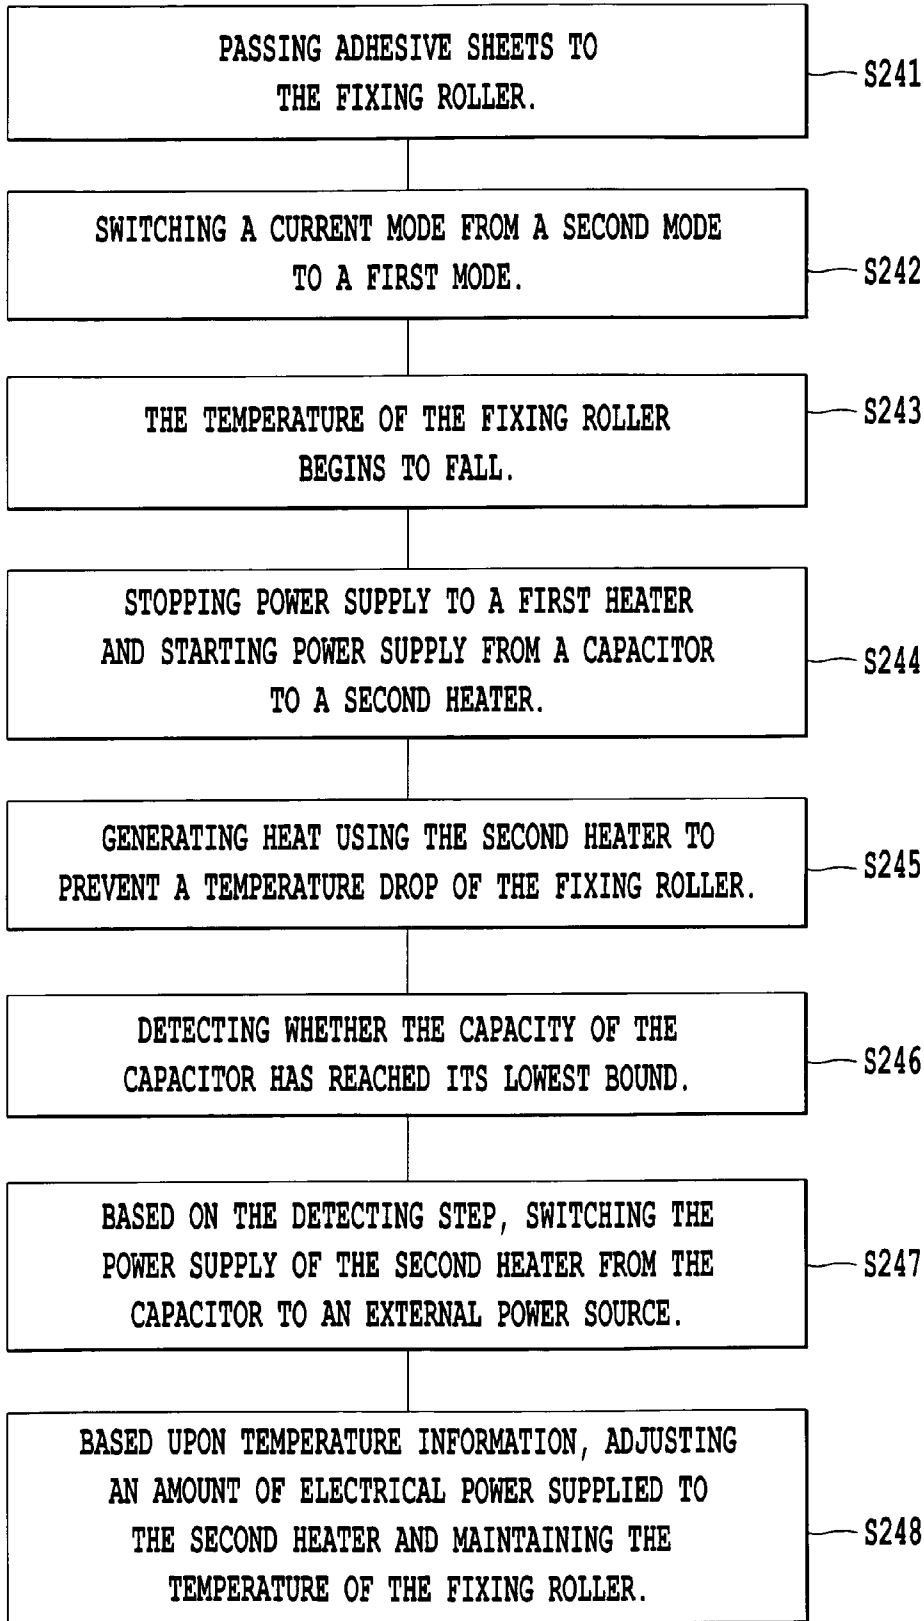 PASSING ADHESIVE SHEETS TO
THE FIXING ROLLER.
S241
SWITCHING A CURRENT MODE FROM A SECOND MODE
TO A FIRST MODE.
S242
THE TEMPERATURE OF THE FIXING ROLLER
BEGINS TO FALL.
S243
STOPPING POWER SUPPLY TO A FIRST HEATER
AND STARTING POWER SUPPLY FROM A CAPACITOR
TO A SECOND HEATER.
S244
GENERATING HEAT USING THE SECOND HEATER TO
PREVENT A TEMPERATURE DROP OF THE FIXING ROLLER.
S245
DETECTING WHETHER THE CAPACITY OF THE
CAPACITOR HAS REACHED ITS LOWEST BOUND.
S246
BASED ON THE DETECTING STEP, SWITCHING THE
POWER SUPPLY OF THE SECOND HEATER FROM THE
CAPACITOR TO AN EXTERNAL POWER SOURCE.
S247
BASED UPON TEMPERATURE INFORMATION, ADJUSTING
AN AMOUNT OF ELECTRICAL POWER SUPPLIED TO
THE SECOND HEATER AND MAINTAINING THE
TEMPERATURE OF THE FIXING ROLLER.
S248